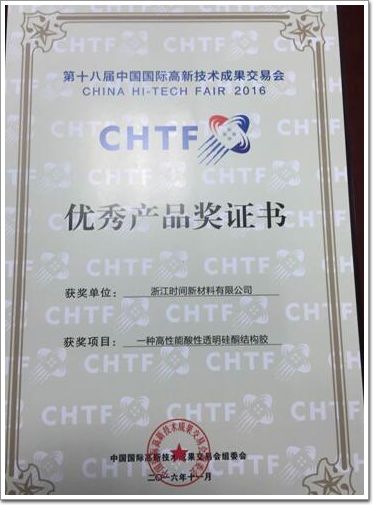 第十八届中国国际高新技术成果交易会
CHINA HI-TECH FAIR 2016
CHTF
优秀产品奖证书
获奖单位： 浙江时间新材料有限公司
获奖项目： 一种高性能酸性透明硅酮结构胶
中国国际高新技术成果交易会组委会
二〇一六年十一月